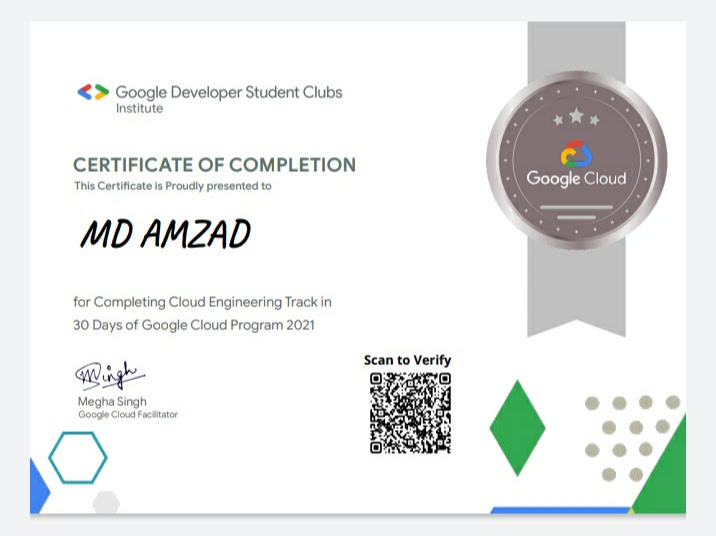 Google Developer Student Clubs
Institute
Google Cloud
CERTIFICATE OF COMPLETION
This Certificate is Proudly presented to
MD AMZAD
for Completing Cloud Engineering Track in
30 Days of Google Cloud Program 2021
Scan to Verify
MSingh
Megha Singh
Google Cloud Facilitator